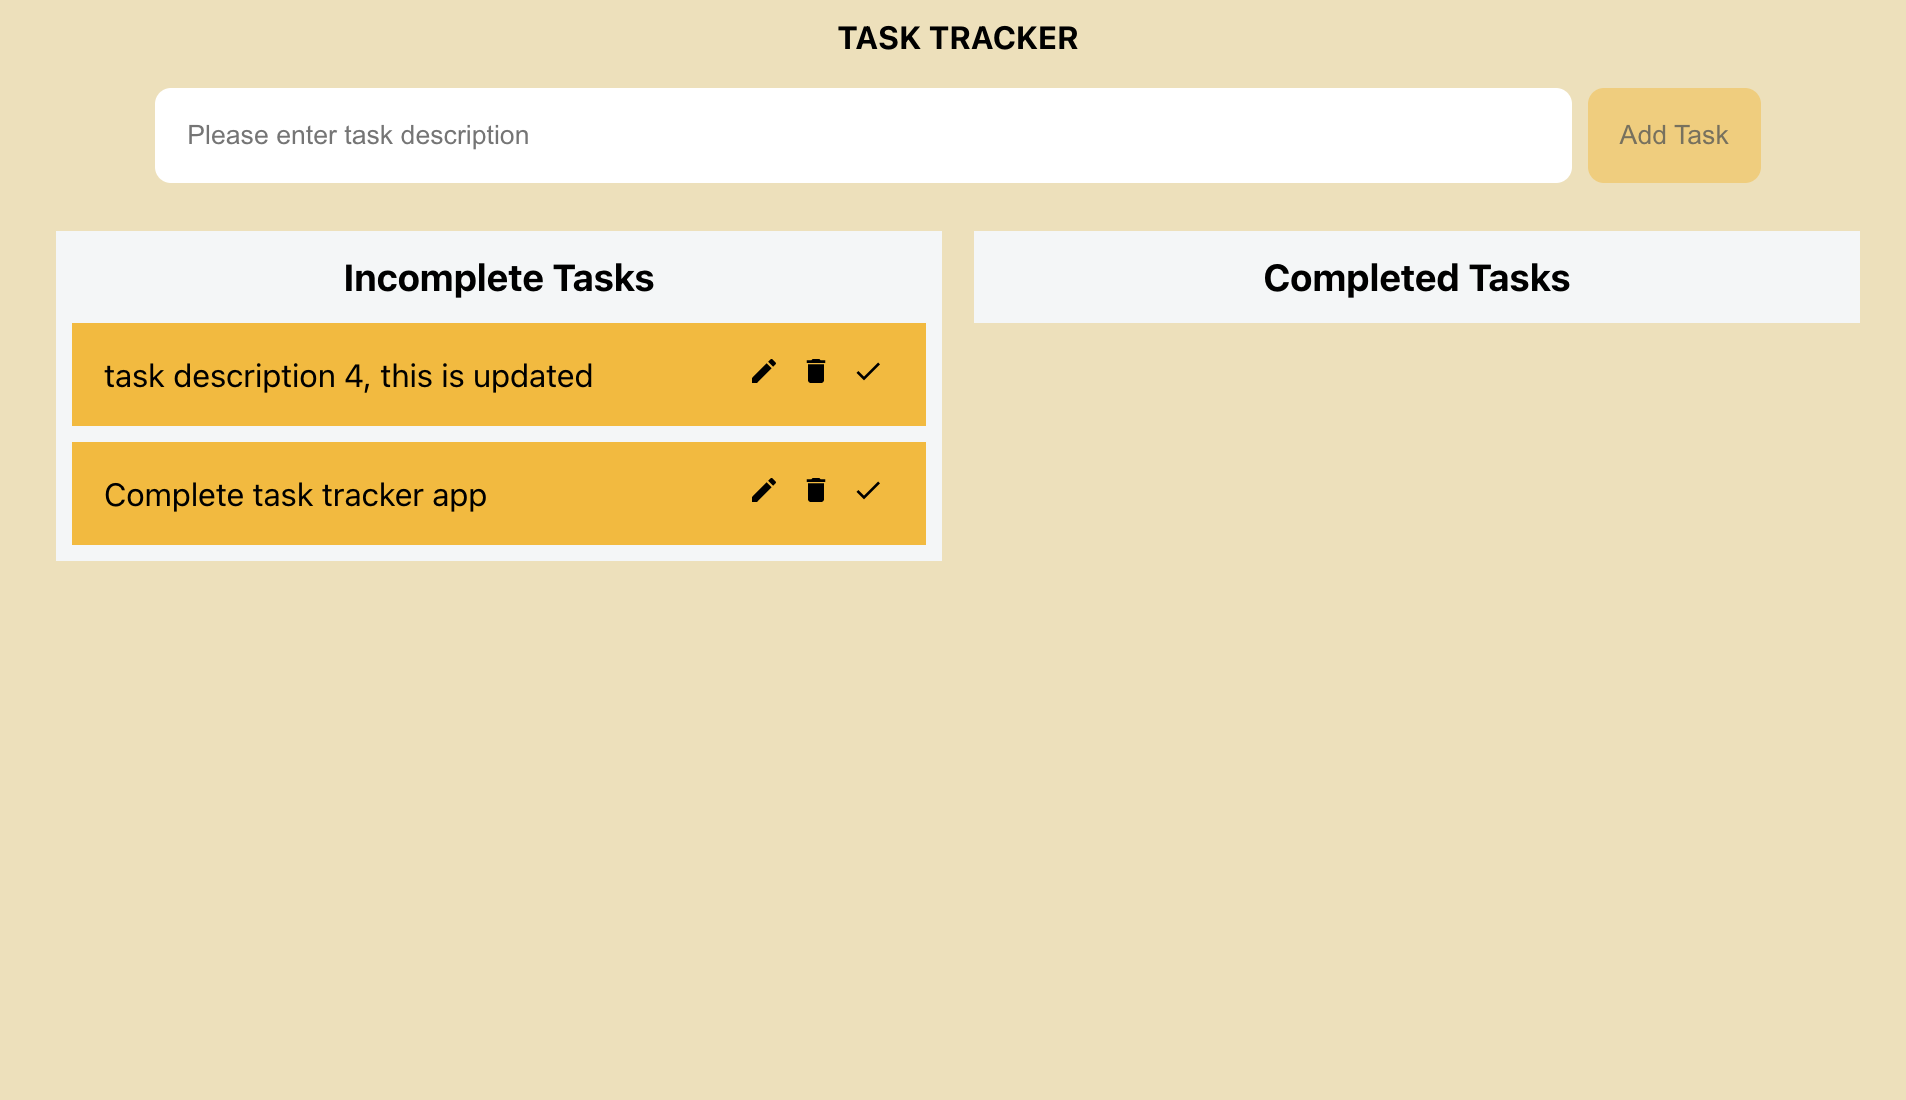 TASK TRACKER
Please enter task description
Add Task
Incomplete Tasks
task description 4, this is updated
Complete task tracker app
Completed Tasks